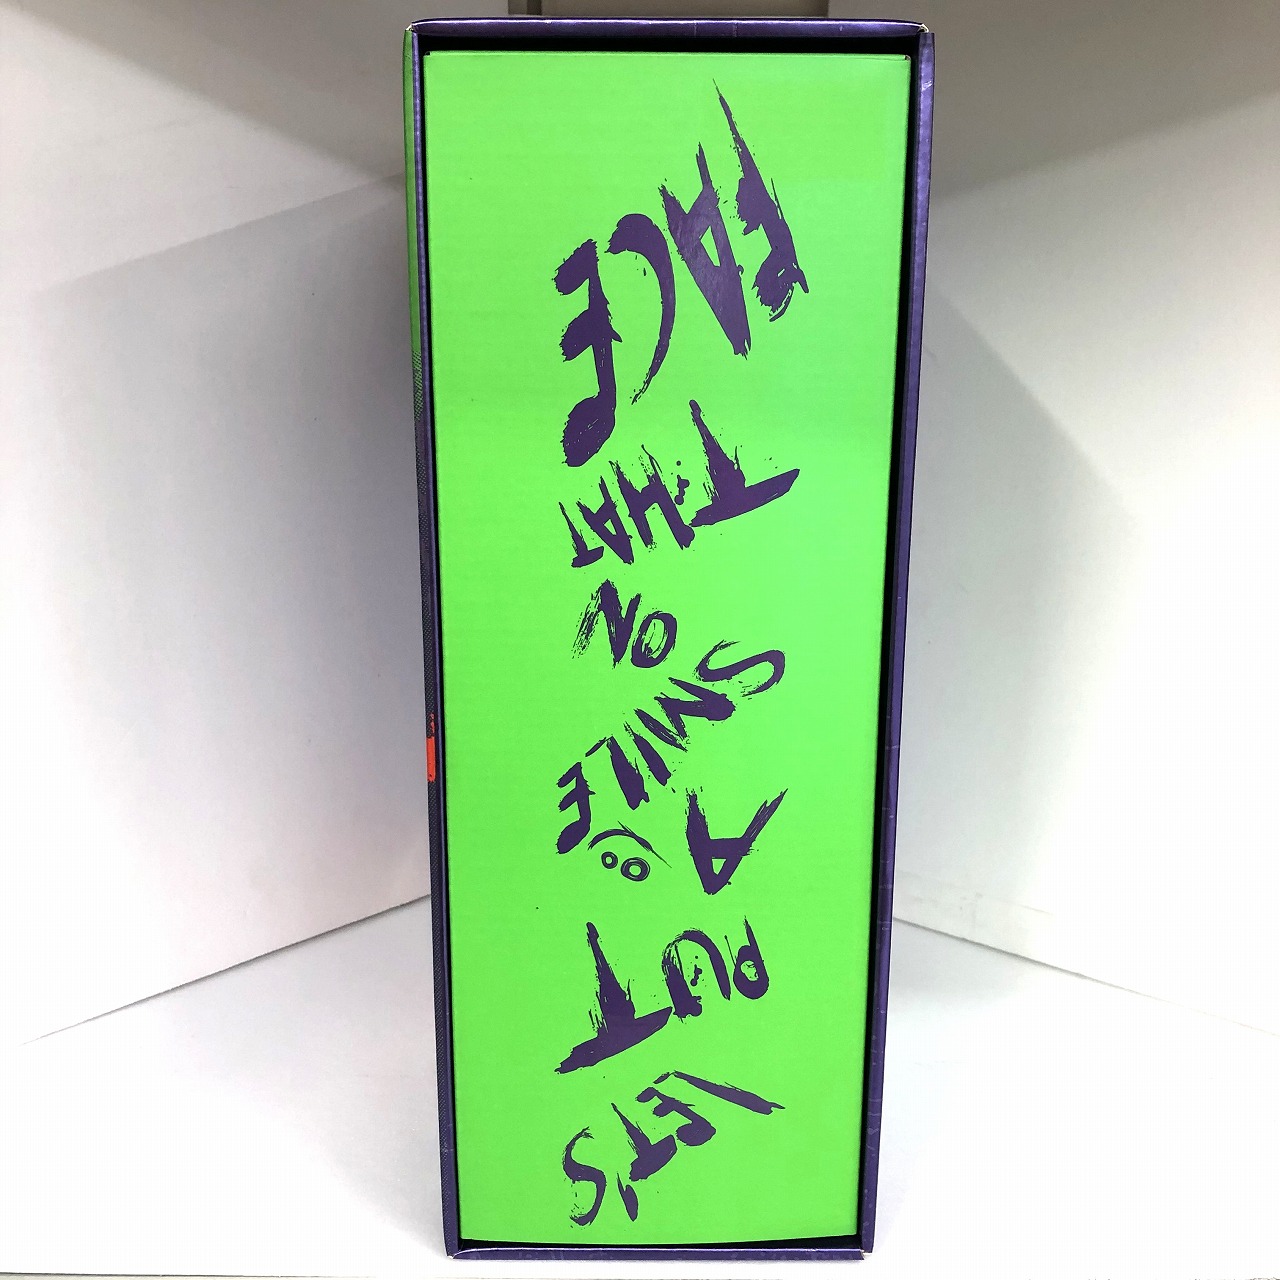 LET'S
PUT
A
SMILE
ON
THAT
FACE